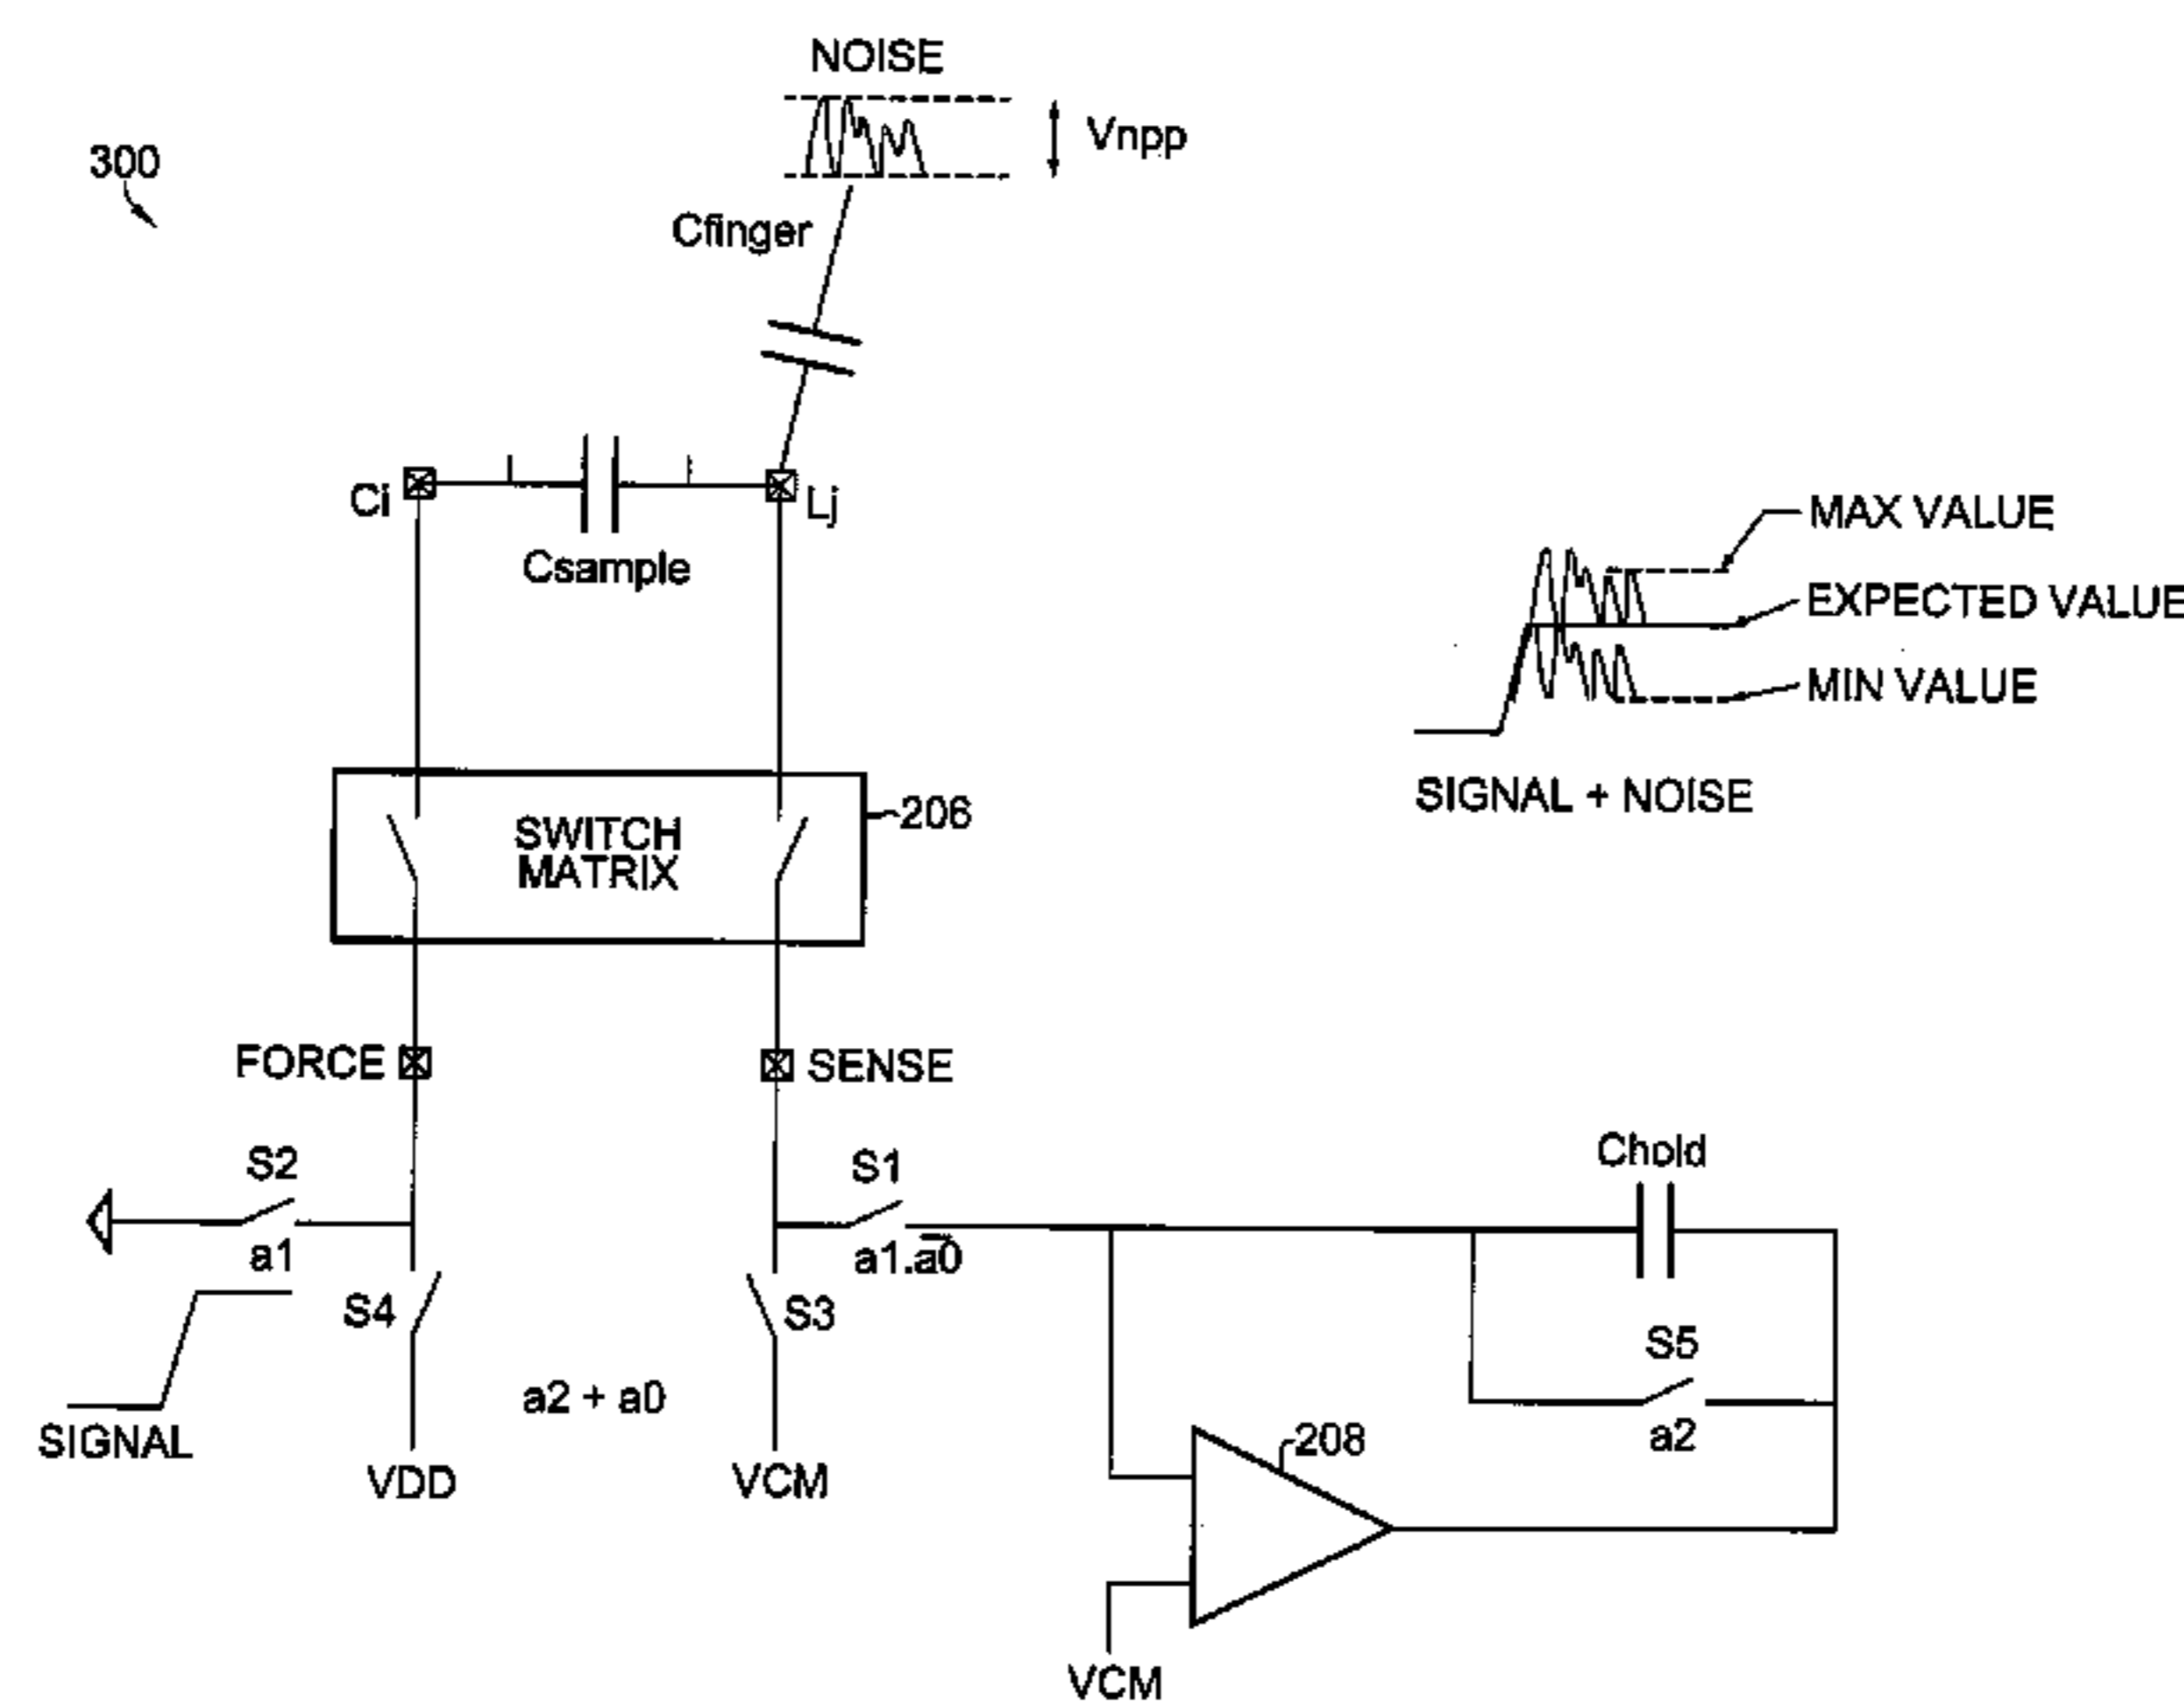 NOISE
Vnpp
300
Cfinger
Ci
Lj
Csample
MAX VALUE
EXPECTED VALUE
MIN VALUE
SIGNAL + NOISE
SWITCH
MATRIX
206
FORCE
SENSE
S2
a1
S1
a1.a̅0̅
Chold
S4
S3
S5
a2
a2 + a0
SIGNAL
VDD
VCM
208
VCM